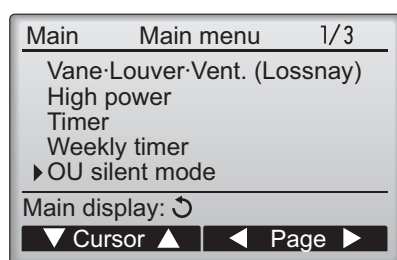 Main Main menu 1/3
Vane·Louver·Vent. (Lossnay)
High power
Timer
Weekly timer
▶OU silent mode
Main display: ↺
▼ Cursor ▲ ◀ Page ▶